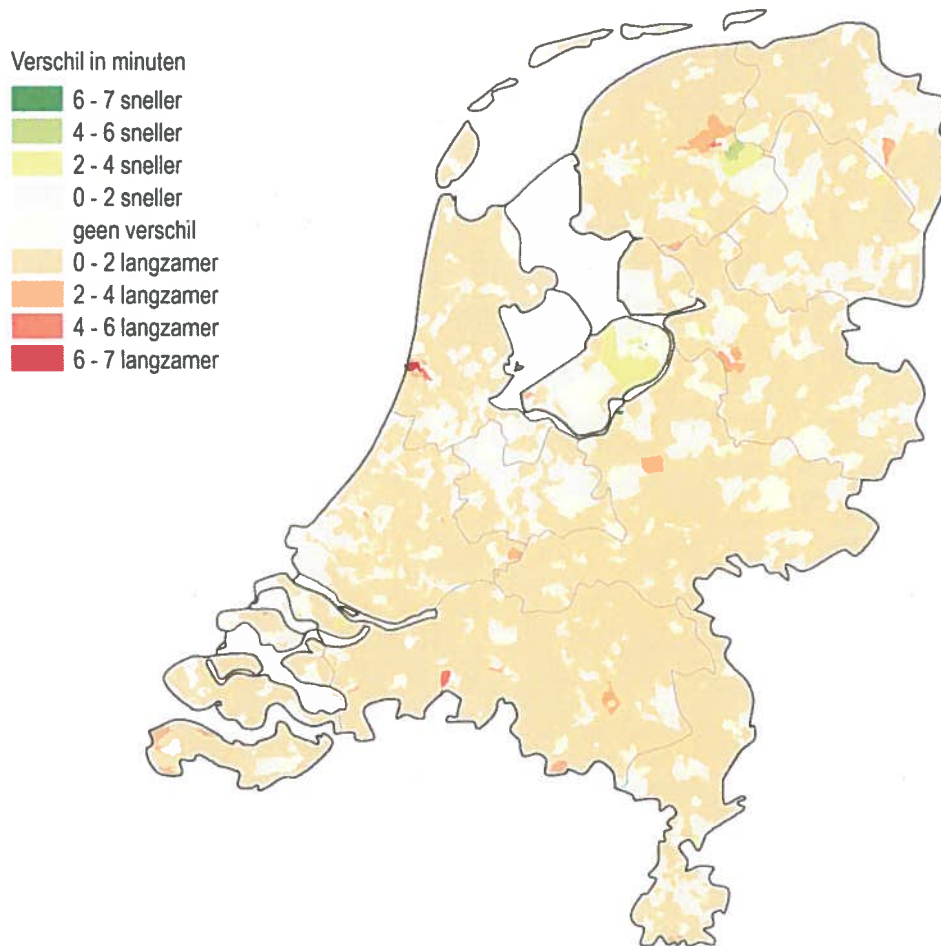 Verschil in minuten
6 - 7 sneller
4 - 6 sneller
2 - 4 sneller
0 - 2 sneller
geen verschil
0 - 2 langzamer
2 - 4 langzamer
4 - 6 langzamer
6 - 7 langzamer